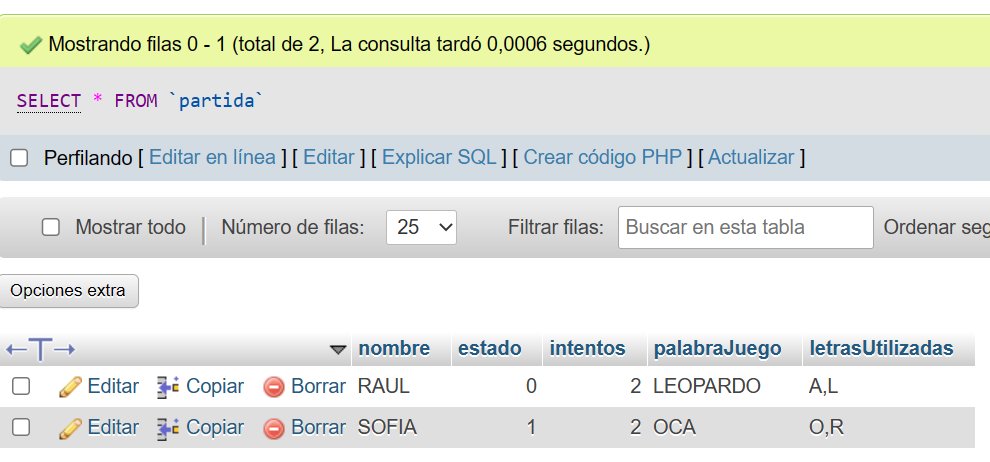 Mostrando filas 0 - 1 (total de 2, La consulta tardó 0,0006 segundos.)
SELECT * FROM `partida`
Perfilando [ Editar en línea ] [ Editar ] [ Explicar SQL ] [ Crear código PHP ] [ Actualizar ]
Mostrar todo Número de filas: 25 Filtrar filas: Buscar en esta tabla Ordenar seg
Opciones extra
nombre estado intentos palabraJuego letrasUtilizadas
Editar Copiar Borrar RAUL 0 2 LEOPARDO A,L
Editar Copiar Borrar SOFIA 1 2 OCA O,R